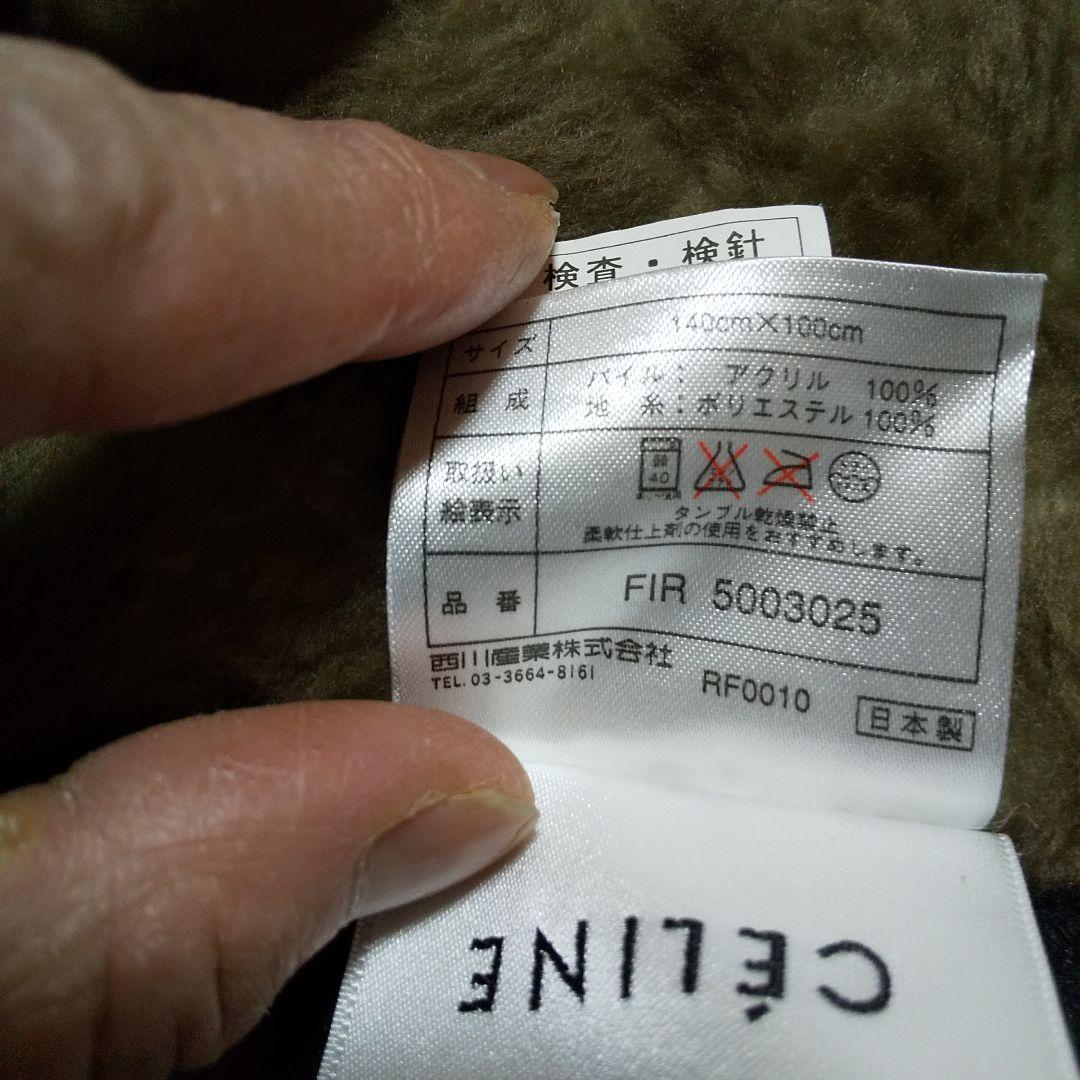 検査・検針
サイズ 140cm×100cm
組成 パイル: アクリル 100%
地糸:ポリエステル100%
取扱い
絵表示
40
タンブル乾燥禁止
柔軟仕上剤の使用をおすすめします。
品番 FIR 5003025
西川産業株式会社
TEL. 03-3664-8161
RF0010
日本製
CÉLINE